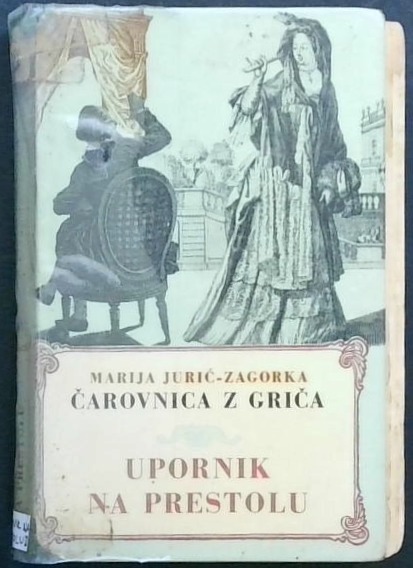 MARIJA JURIĆ-ZAGORKA
ČAROVNICA Z GRIČA
UPORNIK
NA PRESTOLU